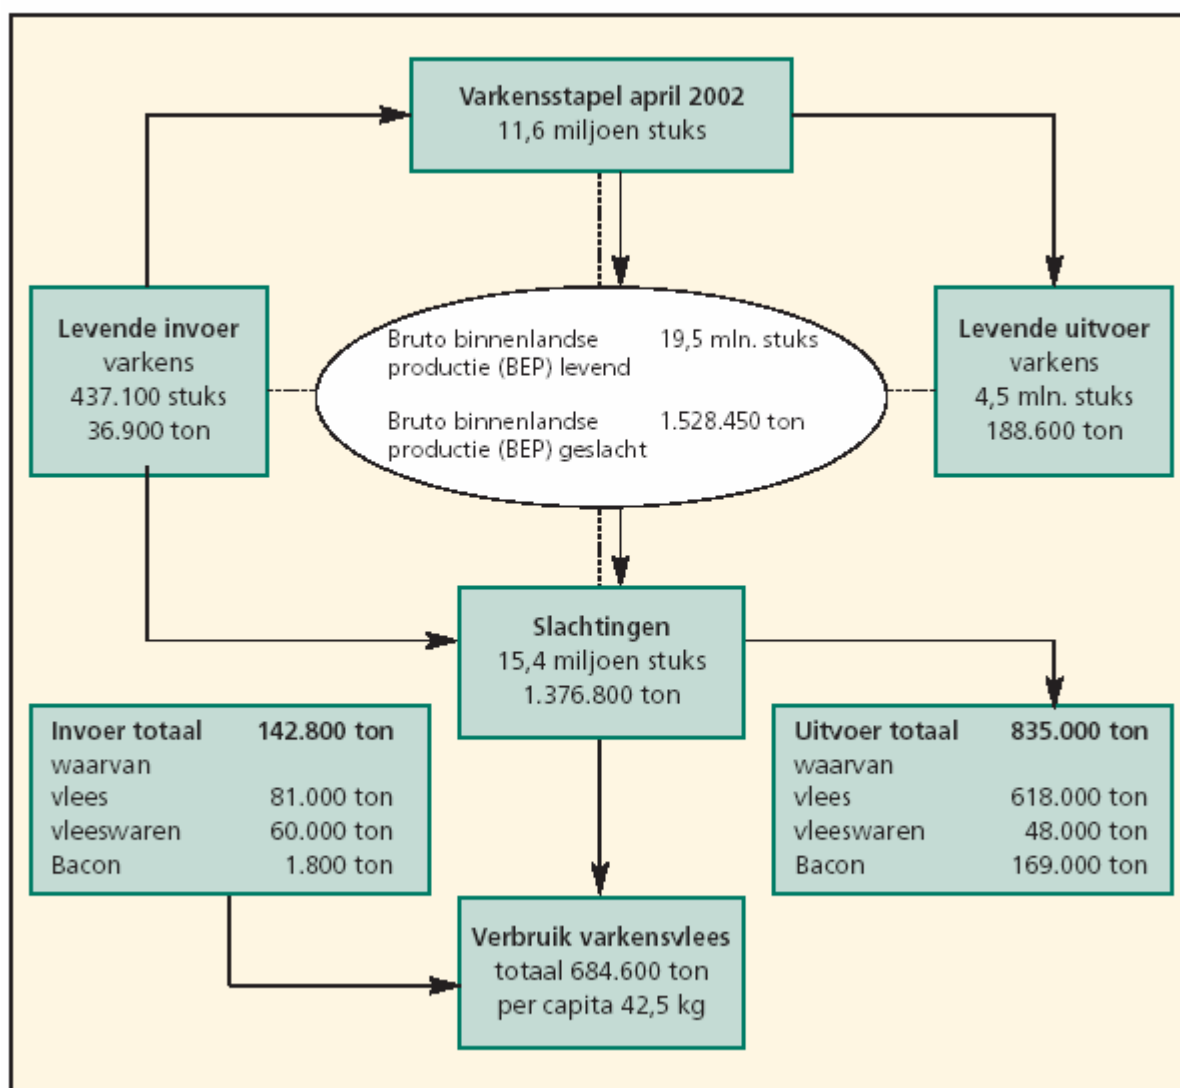 Varkensstapel april 2002
11,6 miljoen stuks
Levende invoer
varkens
437.100 stuks
36.900 ton
Bruto binnenlandse 19,5 mln. stuks
productie (BEP) levend
Bruto binnenlandse 1.528.450 ton
productie (BEP) geslacht
Levende uitvoer
varkens
4,5 mln. stuks
188.600 ton
Slachtingen
15,4 miljoen stuks
1.376.800 ton
Invoer totaal 142.800 ton
waarvan
vlees 81.000 ton
vleeswaren 60.000 ton
Bacon 1.800 ton
Uitvoer totaal 835.000 ton
waarvan
vlees 618.000 ton
vleeswaren 48.000 ton
Bacon 169.000 ton
Verbruik varkensvlees
totaal 684.600 ton
per capita 42,5 kg